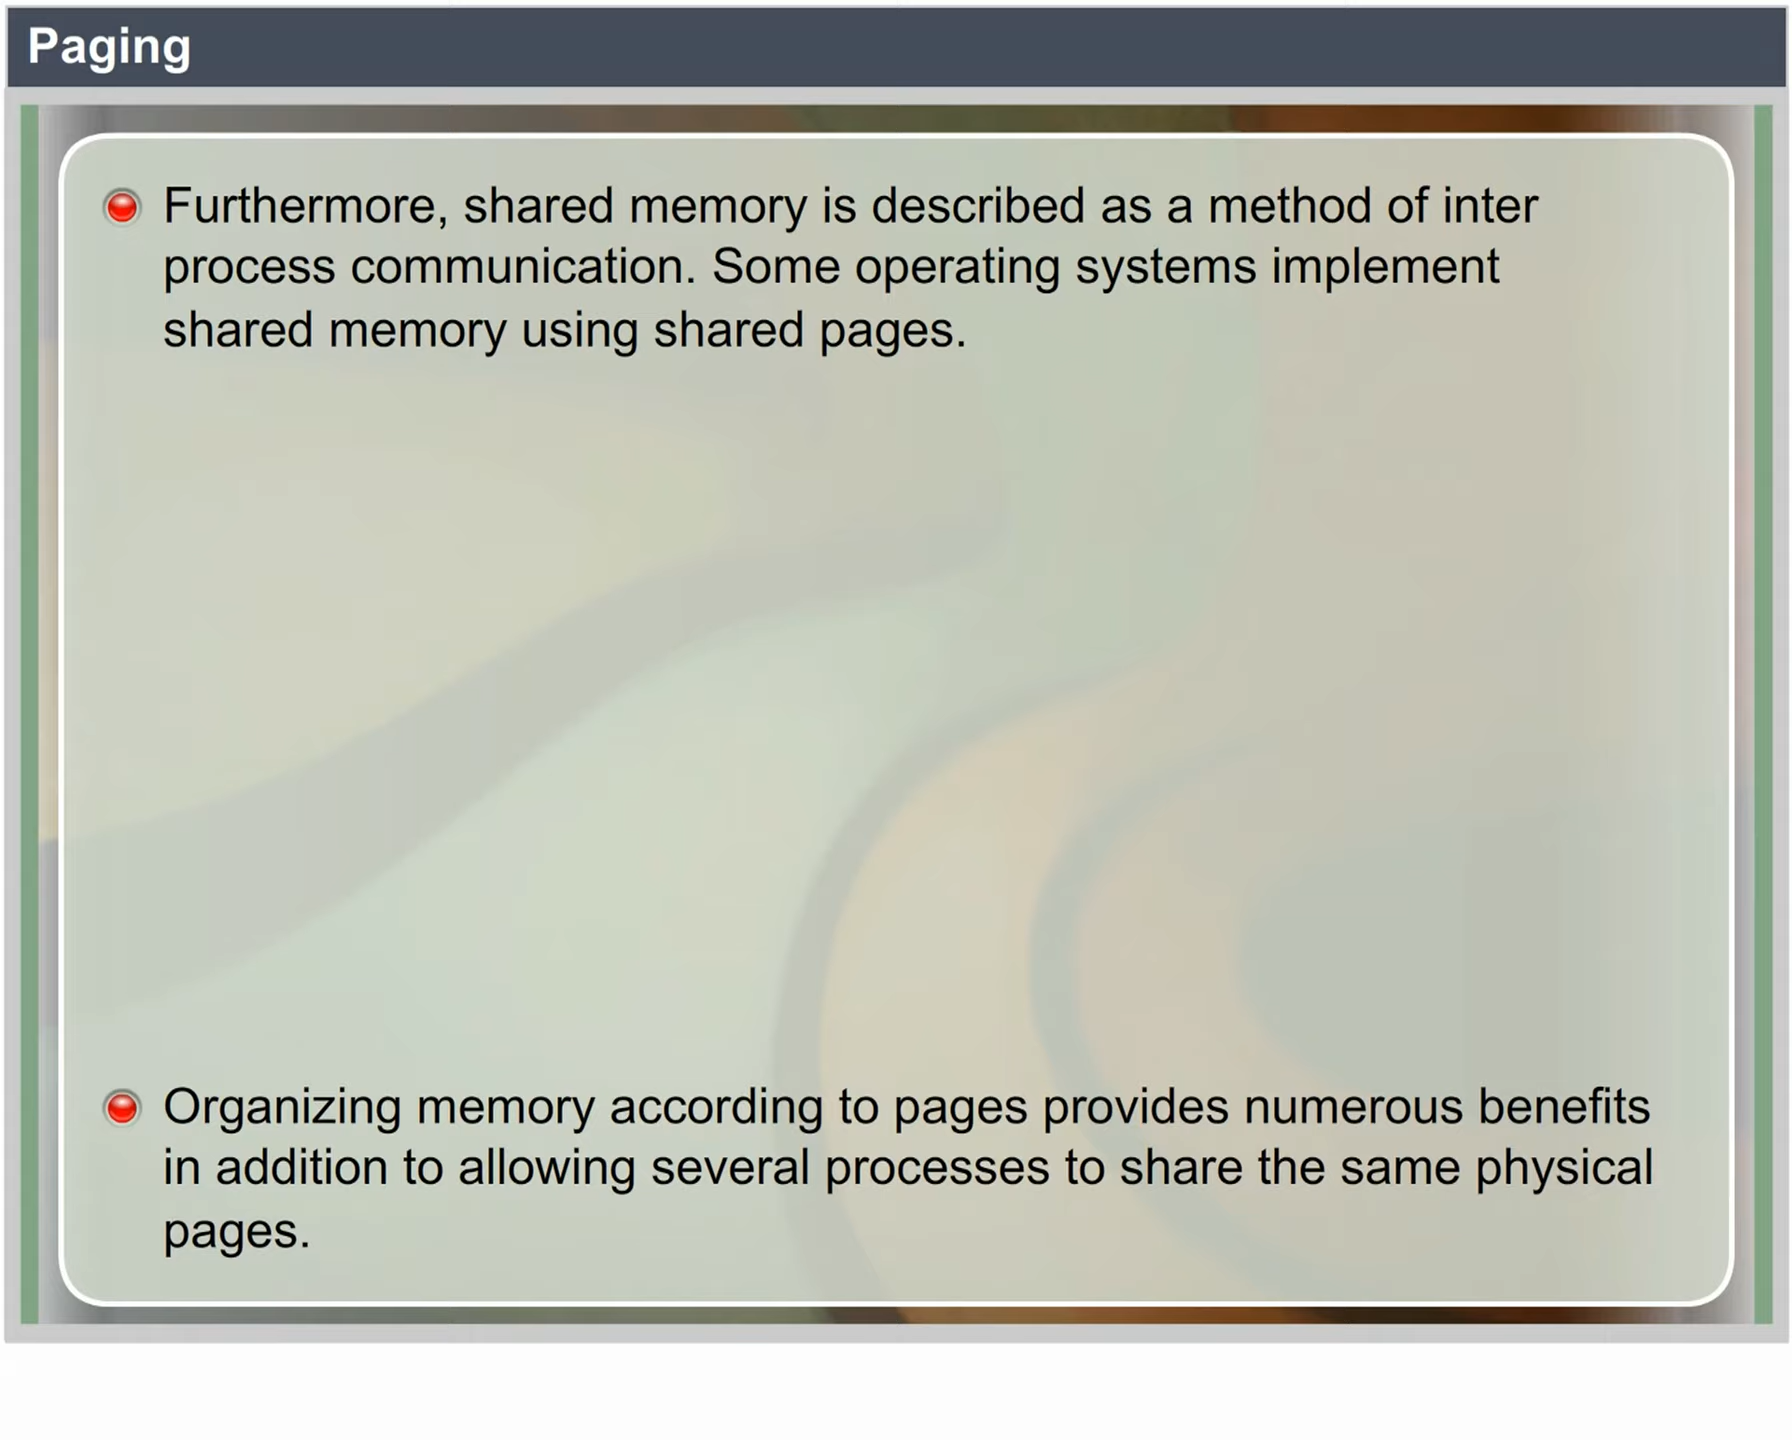 Paging
Furthermore, shared memory is described as a method of inter
process communication. Some operating systems implement
shared memory using shared pages.
Organizing memory according to pages provides numerous benefits
in addition to allowing several processes to share the same physical
pages.